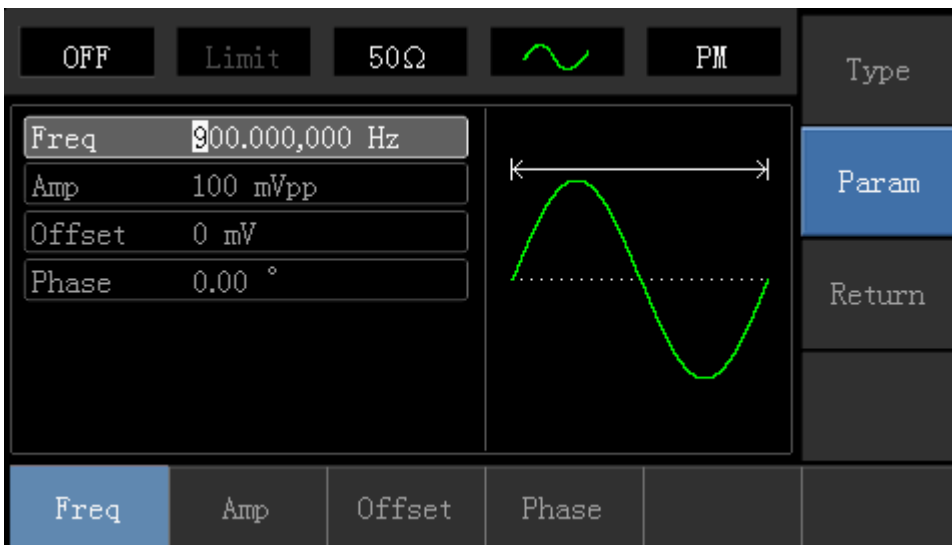 OFF Limit 50Ω PM
Type
Freq 900.000,000 Hz
Amp 100 mVpp
Offset 0 mV
Phase 0.00 °
Param
Return
Freq Amp Offset Phase